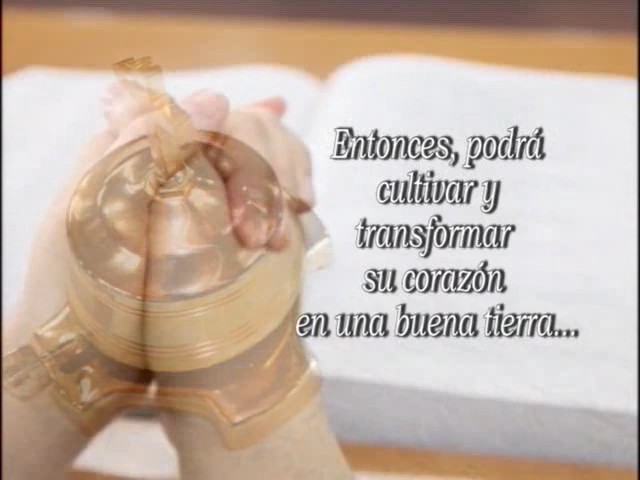 Entonces, podrá
cultivar y
transformar
su corazón
en una buena tierra...